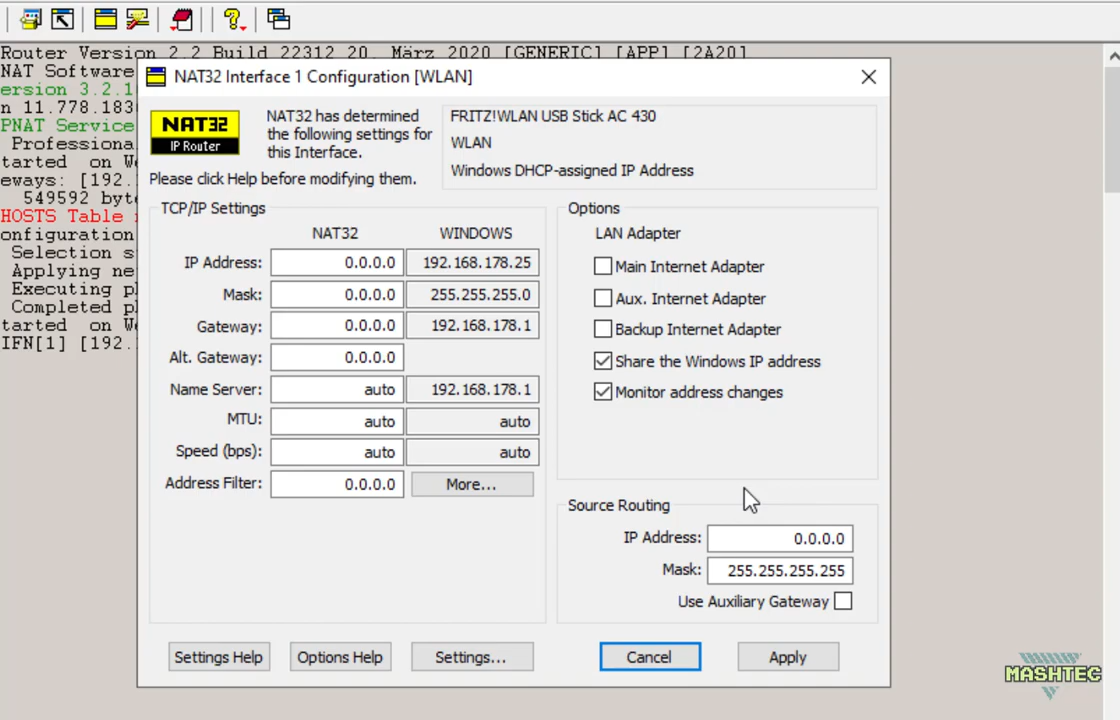 Router Version 2.2 Build 22312 20. März 2020 [GENERIC] [APP] [2A20]
NAT Software
ersion 3.2.1
n 11.778.183
PNAT Service
Professiona
tarted on We
eways: [192.
549592 byt
HOSTS Table
onfiguration
Selection s
Applying ne
Executing p
Completed p
tarted on We
IFN[1] [192.
NAT32 Interface 1 Configuration [WLAN]
NAT32
IP Router
NAT32 has determined
the following settings for
this Interface.
Please click Help before modifying them.
FRITZ!WLAN USB Stick AC 430
WLAN
Windows DHCP-assigned IP Address
TCP/IP Settings
NAT32 WINDOWS
IP Address: 0.0.0.0 192.168.178.25
Mask: 0.0.0.0 255.255.255.0
Gateway: 0.0.0.0 192.168.178.1
Alt. Gateway: 0.0.0.0
Name Server: auto 192.168.178.1
MTU: auto auto
Speed (bps): auto auto
Address Filter: 0.0.0.0 More...
Options
LAN Adapter
Main Internet Adapter
Aux. Internet Adapter
Backup Internet Adapter
Share the Windows IP address
Monitor address changes
Source Routing
IP Address: 0.0.0.0
Mask: 255.255.255.255
Use Auxiliary Gateway
Settings Help Options Help Settings... Cancel Apply
MASHTEC